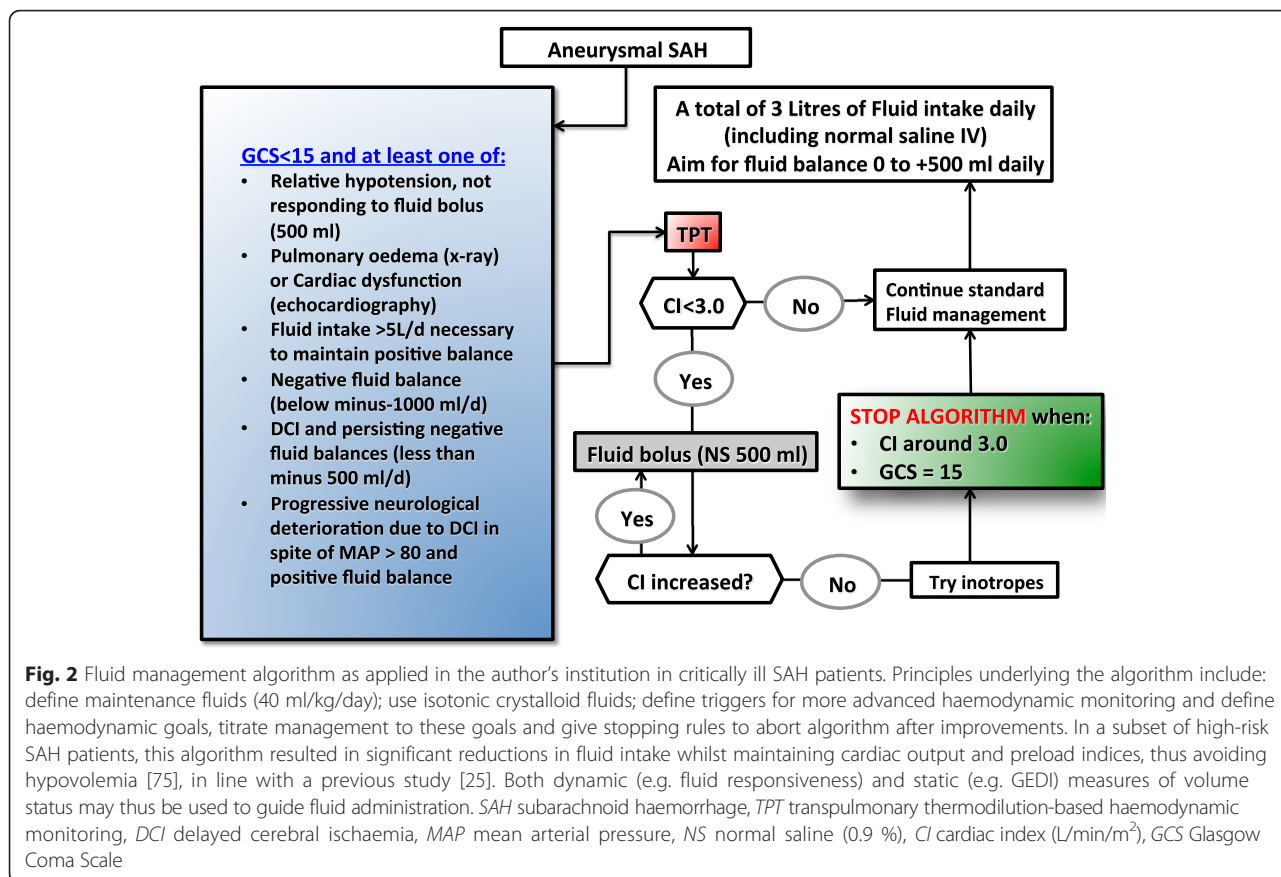 Aneurysmal SAH
GCS<15 and at least one of:
• Relative hypotension, not
responding to fluid bolus
(500 ml)
• Pulmonary oedema (x-ray)
or Cardiac dysfunction
(echocardiography)
• Fluid intake >5L/d necessary
to maintain positive balance
• Negative fluid balance
(below minus-1000 ml/d)
• DCI and persisting negative
fluid balances (less than
minus 500 ml/d)
• Progressive neurological
deterioration due to DCI in
spite of MAP > 80 and
positive fluid balance
A total of 3 Litres of Fluid intake daily
(including normal saline IV)
Aim for fluid balance 0 to +500 ml daily
TPT
CI<3.0
No
Continue standard
Fluid management
Yes
Fluid bolus (NS 500 ml)
Yes
CI increased?
No
Try inotropes
STOP ALGORITHM when:
• CI around 3.0
• GCS = 15
Fig. 2 Fluid management algorithm as applied in the author's institution in critically ill SAH patients. Principles underlying the algorithm include:
define maintenance fluids (40 ml/kg/day); use isotonic crystalloid fluids; define triggers for more advanced haemodynamic monitoring and define
haemodynamic goals, titrate management to these goals and give stopping rules to abort algorithm after improvements. In a subset of high-risk
SAH patients, this algorithm resulted in significant reductions in fluid intake whilst maintaining cardiac output and preload indices, thus avoiding
hypovolemia [75], in line with a previous study [25]. Both dynamic (e.g. fluid responsiveness) and static (e.g. GEDI) measures of volume
status may thus be used to guide fluid administration. SAH subarachnoid haemorrhage, TPT transpulmonary thermodilution-based haemodynamic
monitoring, DCI delayed cerebral ischaemia, MAP mean arterial pressure, NS normal saline (0.9 %), CI cardiac index (L/min/m²), GCS Glasgow
Coma Scale